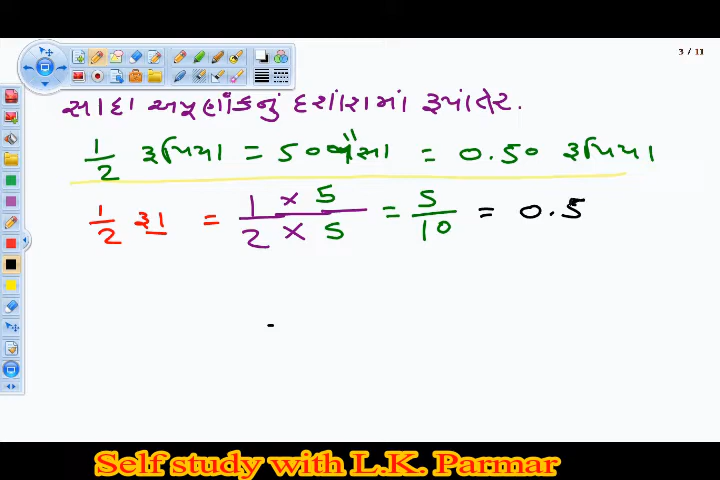 3 / 11
સાદા અપૂર્ણાંકનું દશાંશમાં રૂપાંતર.
1/2 રૂપિયા = 50 પૈસા = 0.50 રૂપિયા
1/2 રૂા = 1 × 5 / 2 × 5 = 5/10 = 0.5
Self study with L.K. Parmar